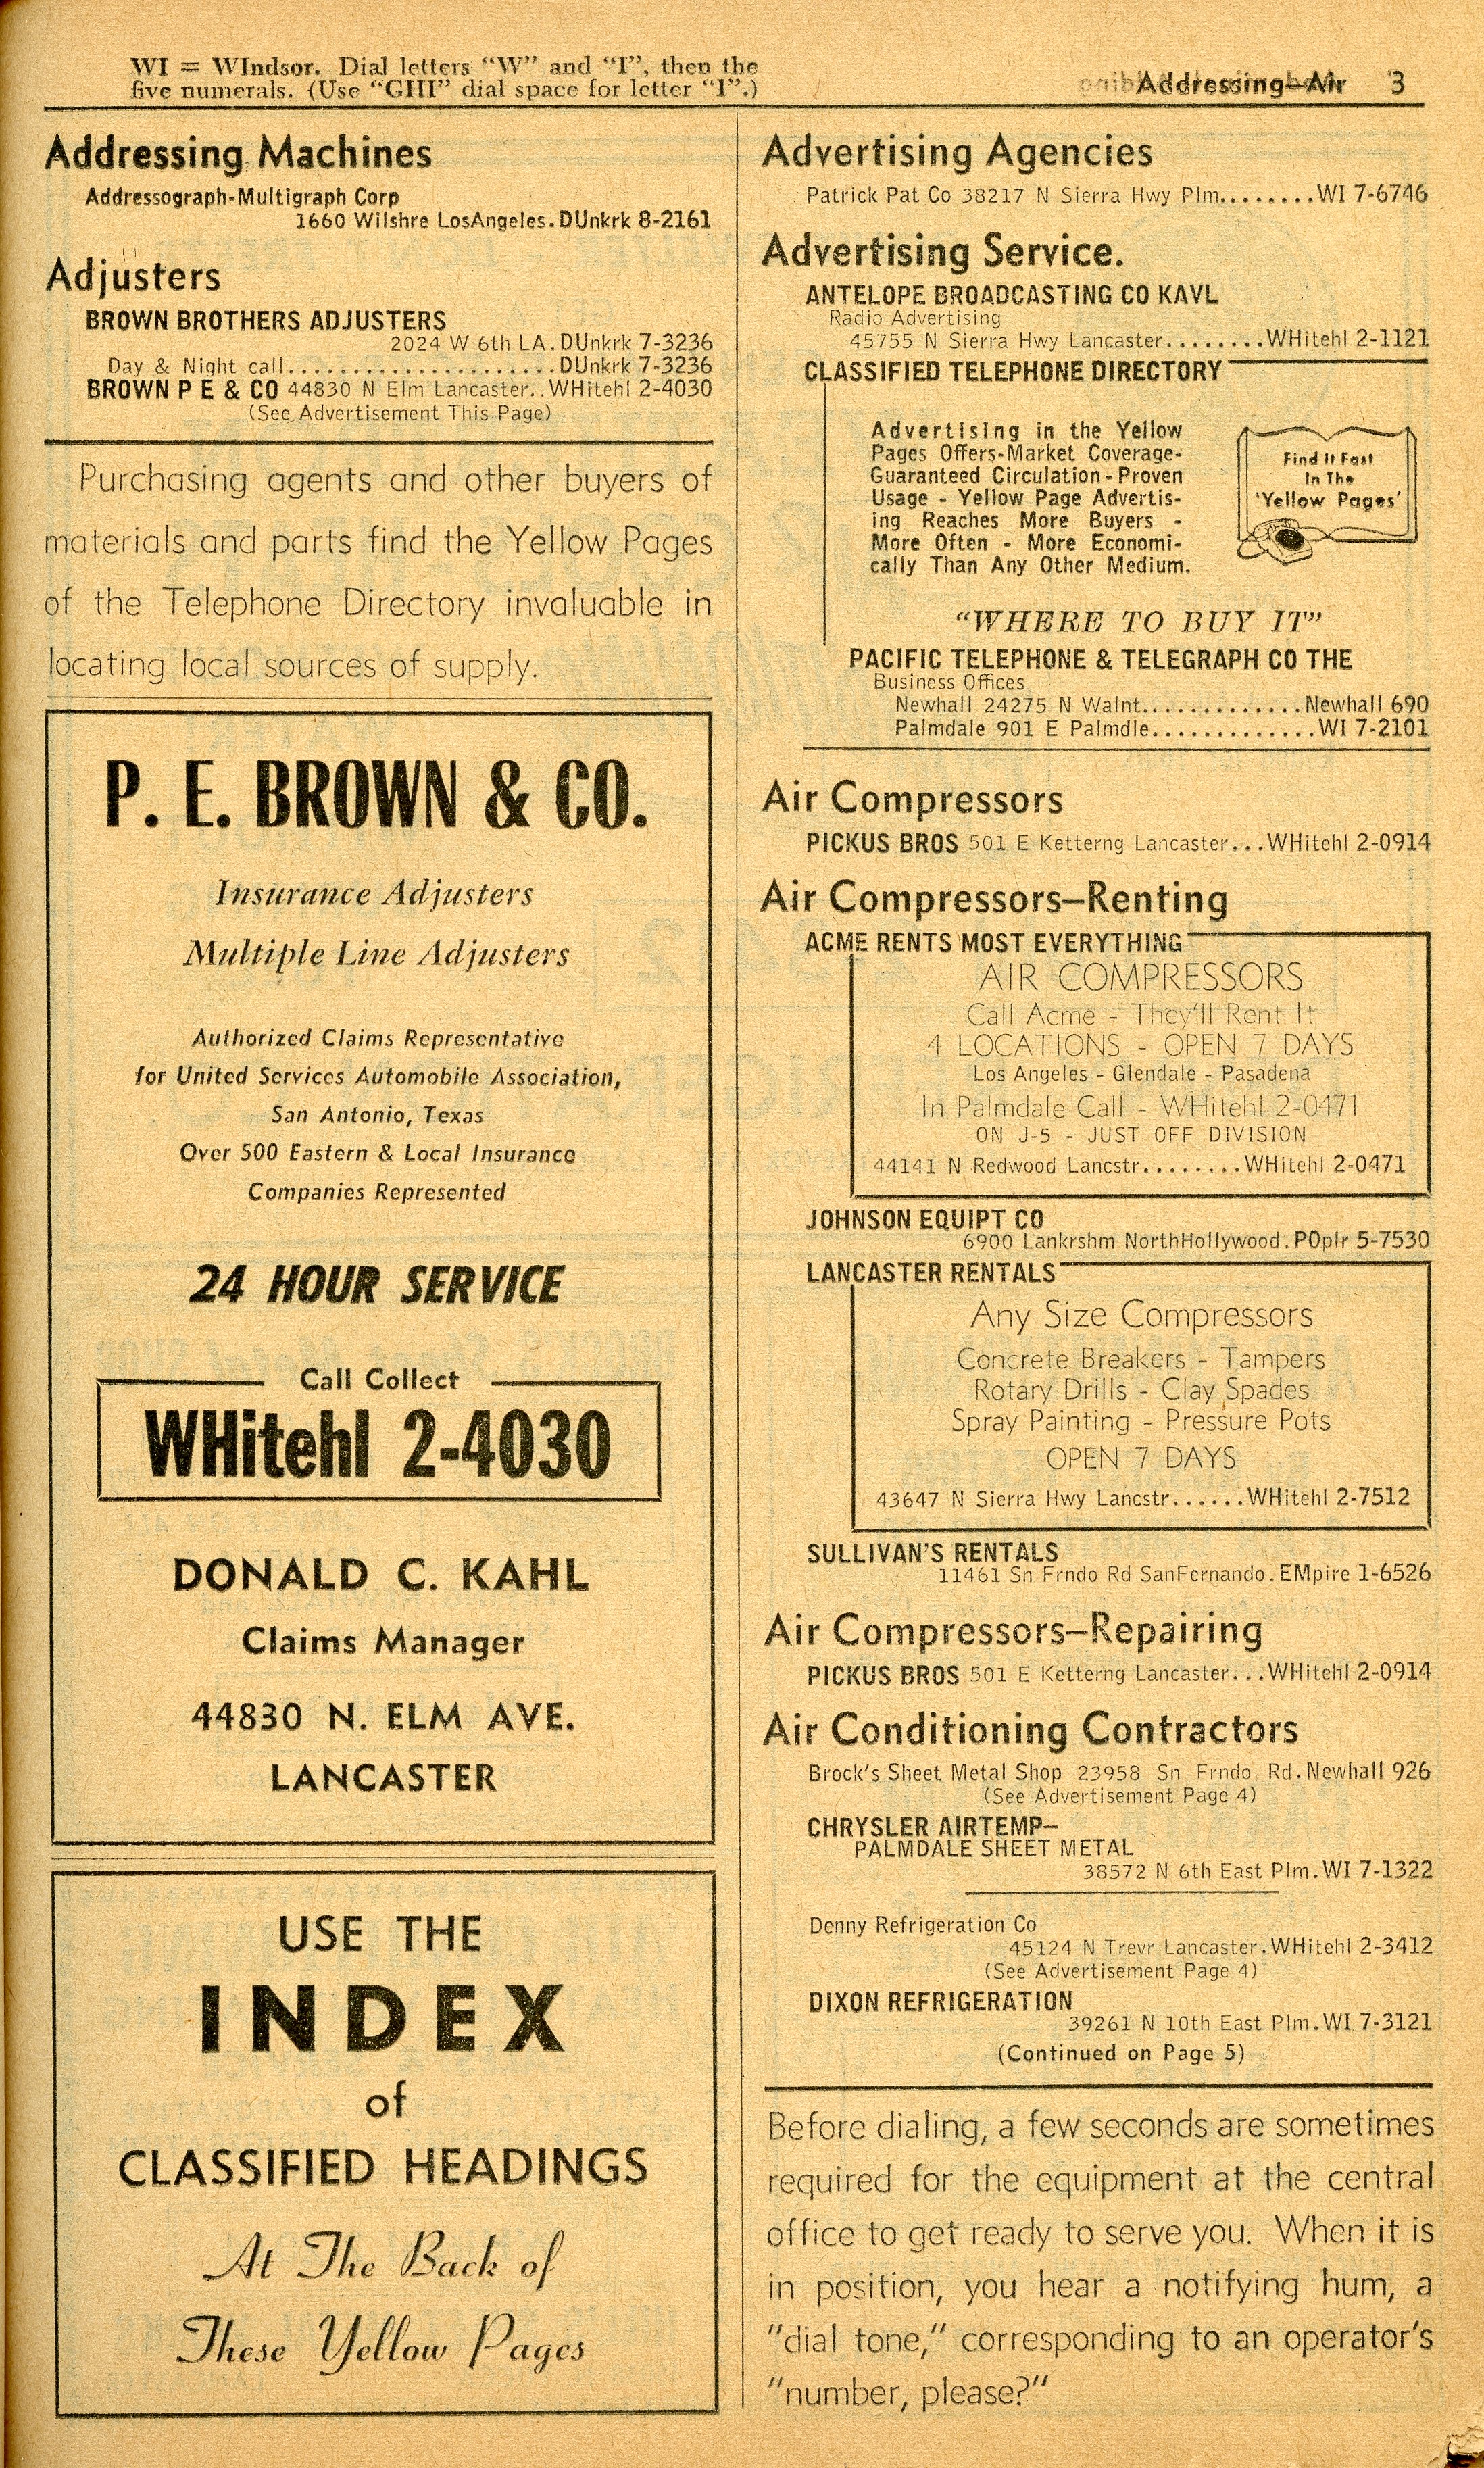 WI = WIndsor. Dial letters “W” and “I”, then the
five numerals. (Use “GHI” dial space for letter “I”.)
Addressing—Air 3
Addressing Machines
Addressograph-Multigraph Corp
1660 Wilshre LosAngeles.DUnkrk 8-2161
Adjusters
BROWN BROTHERS ADJUSTERS
2024 W 6th LA.DUnkrk 7-3236
Day & Night call....................DUnkrk 7-3236
BROWN P E & CO 44830 N Elm Lancaster..WHitehl 2-4030
(See Advertisement This Page)
Purchasing agents and other buyers of
materials and parts find the Yellow Pages
of the Telephone Directory invaluable in
locating local sources of supply.
P. E. BROWN & CO.
Insurance Adjusters
Multiple Line Adjusters
Authorized Claims Representative
for United Services Automobile Association,
San Antonio, Texas
Over 500 Eastern & Local Insurance
Companies Represented
24 HOUR SERVICE
Call Collect
WHitehl 2-4030
DONALD C. KAHL
Claims Manager
44830 N. ELM AVE.
LANCASTER
USE THE
INDEX
of
CLASSIFIED HEADINGS
At The Back of
These Yellow Pages
Advertising Agencies
Patrick Pat Co 38217 N Sierra Hwy Plm........WI 7-6746
Advertising Service.
ANTELOPE BROADCASTING CO KAVL
Radio Advertising
45755 N Sierra Hwy Lancaster........WHitehl 2-1121
CLASSIFIED TELEPHONE DIRECTORY
Advertising in the Yellow
Pages Offers-Market Coverage-
Guaranteed Circulation - Proven
Usage - Yellow Page Advertis-
ing Reaches More Buyers -
More Often - More Economi-
cally Than Any Other Medium.
Find It Fast
In The
'Yellow Pages'
“WHERE TO BUY IT”
PACIFIC TELEPHONE & TELEGRAPH CO THE
Business Offices
Newhall 24275 N Walnt.............Newhall 690
Palmdale 901 E Palmdle.............WI 7-2101
Air Compressors
PICKUS BROS 501 E Ketterng Lancaster...WHitehl 2-0914
Air Compressors—Renting
ACME RENTS MOST EVERYTHING
AIR COMPRESSORS
Call Acme - They'll Rent It
4 LOCATIONS - OPEN 7 DAYS
Los Angeles - Glendale - Pasadena
In Palmdale Call - WHitehl 2-0471
ON J-5 - JUST OFF DIVISION
44141 N Redwood Lancstr........WHitehl 2-0471
JOHNSON EQUIPT CO
6900 Lankrshm NorthHollywood.POplr 5-7530
LANCASTER RENTALS
Any Size Compressors
Concrete Breakers - Tampers
Rotary Drills - Clay Spades
Spray Painting - Pressure Pots
OPEN 7 DAYS
43647 N Sierra Hwy Lancstr......WHitehl 2-7512
SULLIVAN'S RENTALS
11461 Sn Frndo Rd SanFernando.EMpire 1-6526
Air Compressors—Repairing
PICKUS BROS 501 E Ketterng Lancaster...WHitehl 2-0914
Air Conditioning Contractors
Brock's Sheet Metal Shop 23958 Sn Frndo Rd.Newhall 926
(See Advertisement Page 4)
CHRYSLER AIRTEMP—
PALMDALE SHEET METAL
38572 N 6th East Plm.WI 7-1322
Denny Refrigeration Co
45124 N Trevr Lancaster.WHitehl 2-3412
(See Advertisement Page 4)
DIXON REFRIGERATION
39261 N 10th East Plm.WI 7-3121
(Continued on Page 5)
Before dialing, a few seconds are sometimes
required for the equipment at the central
office to get ready to serve you. When it is
in position, you hear a notifying hum, a
"dial tone," corresponding to an operator's
"number, please?"